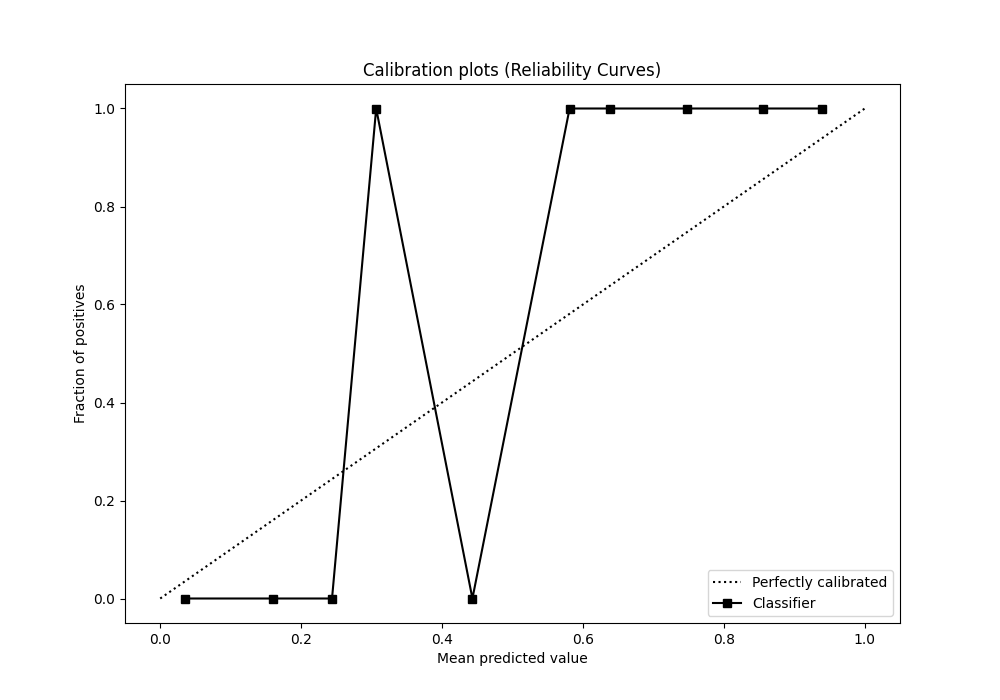 Calibration plots (Reliability Curves)
1.0
0.8
0.6
0.4
0.2
0.0
Fraction of positives
0.0 0.2 0.4 0.6 0.8 1.0
Mean predicted value
Perfectly calibrated
Classifier